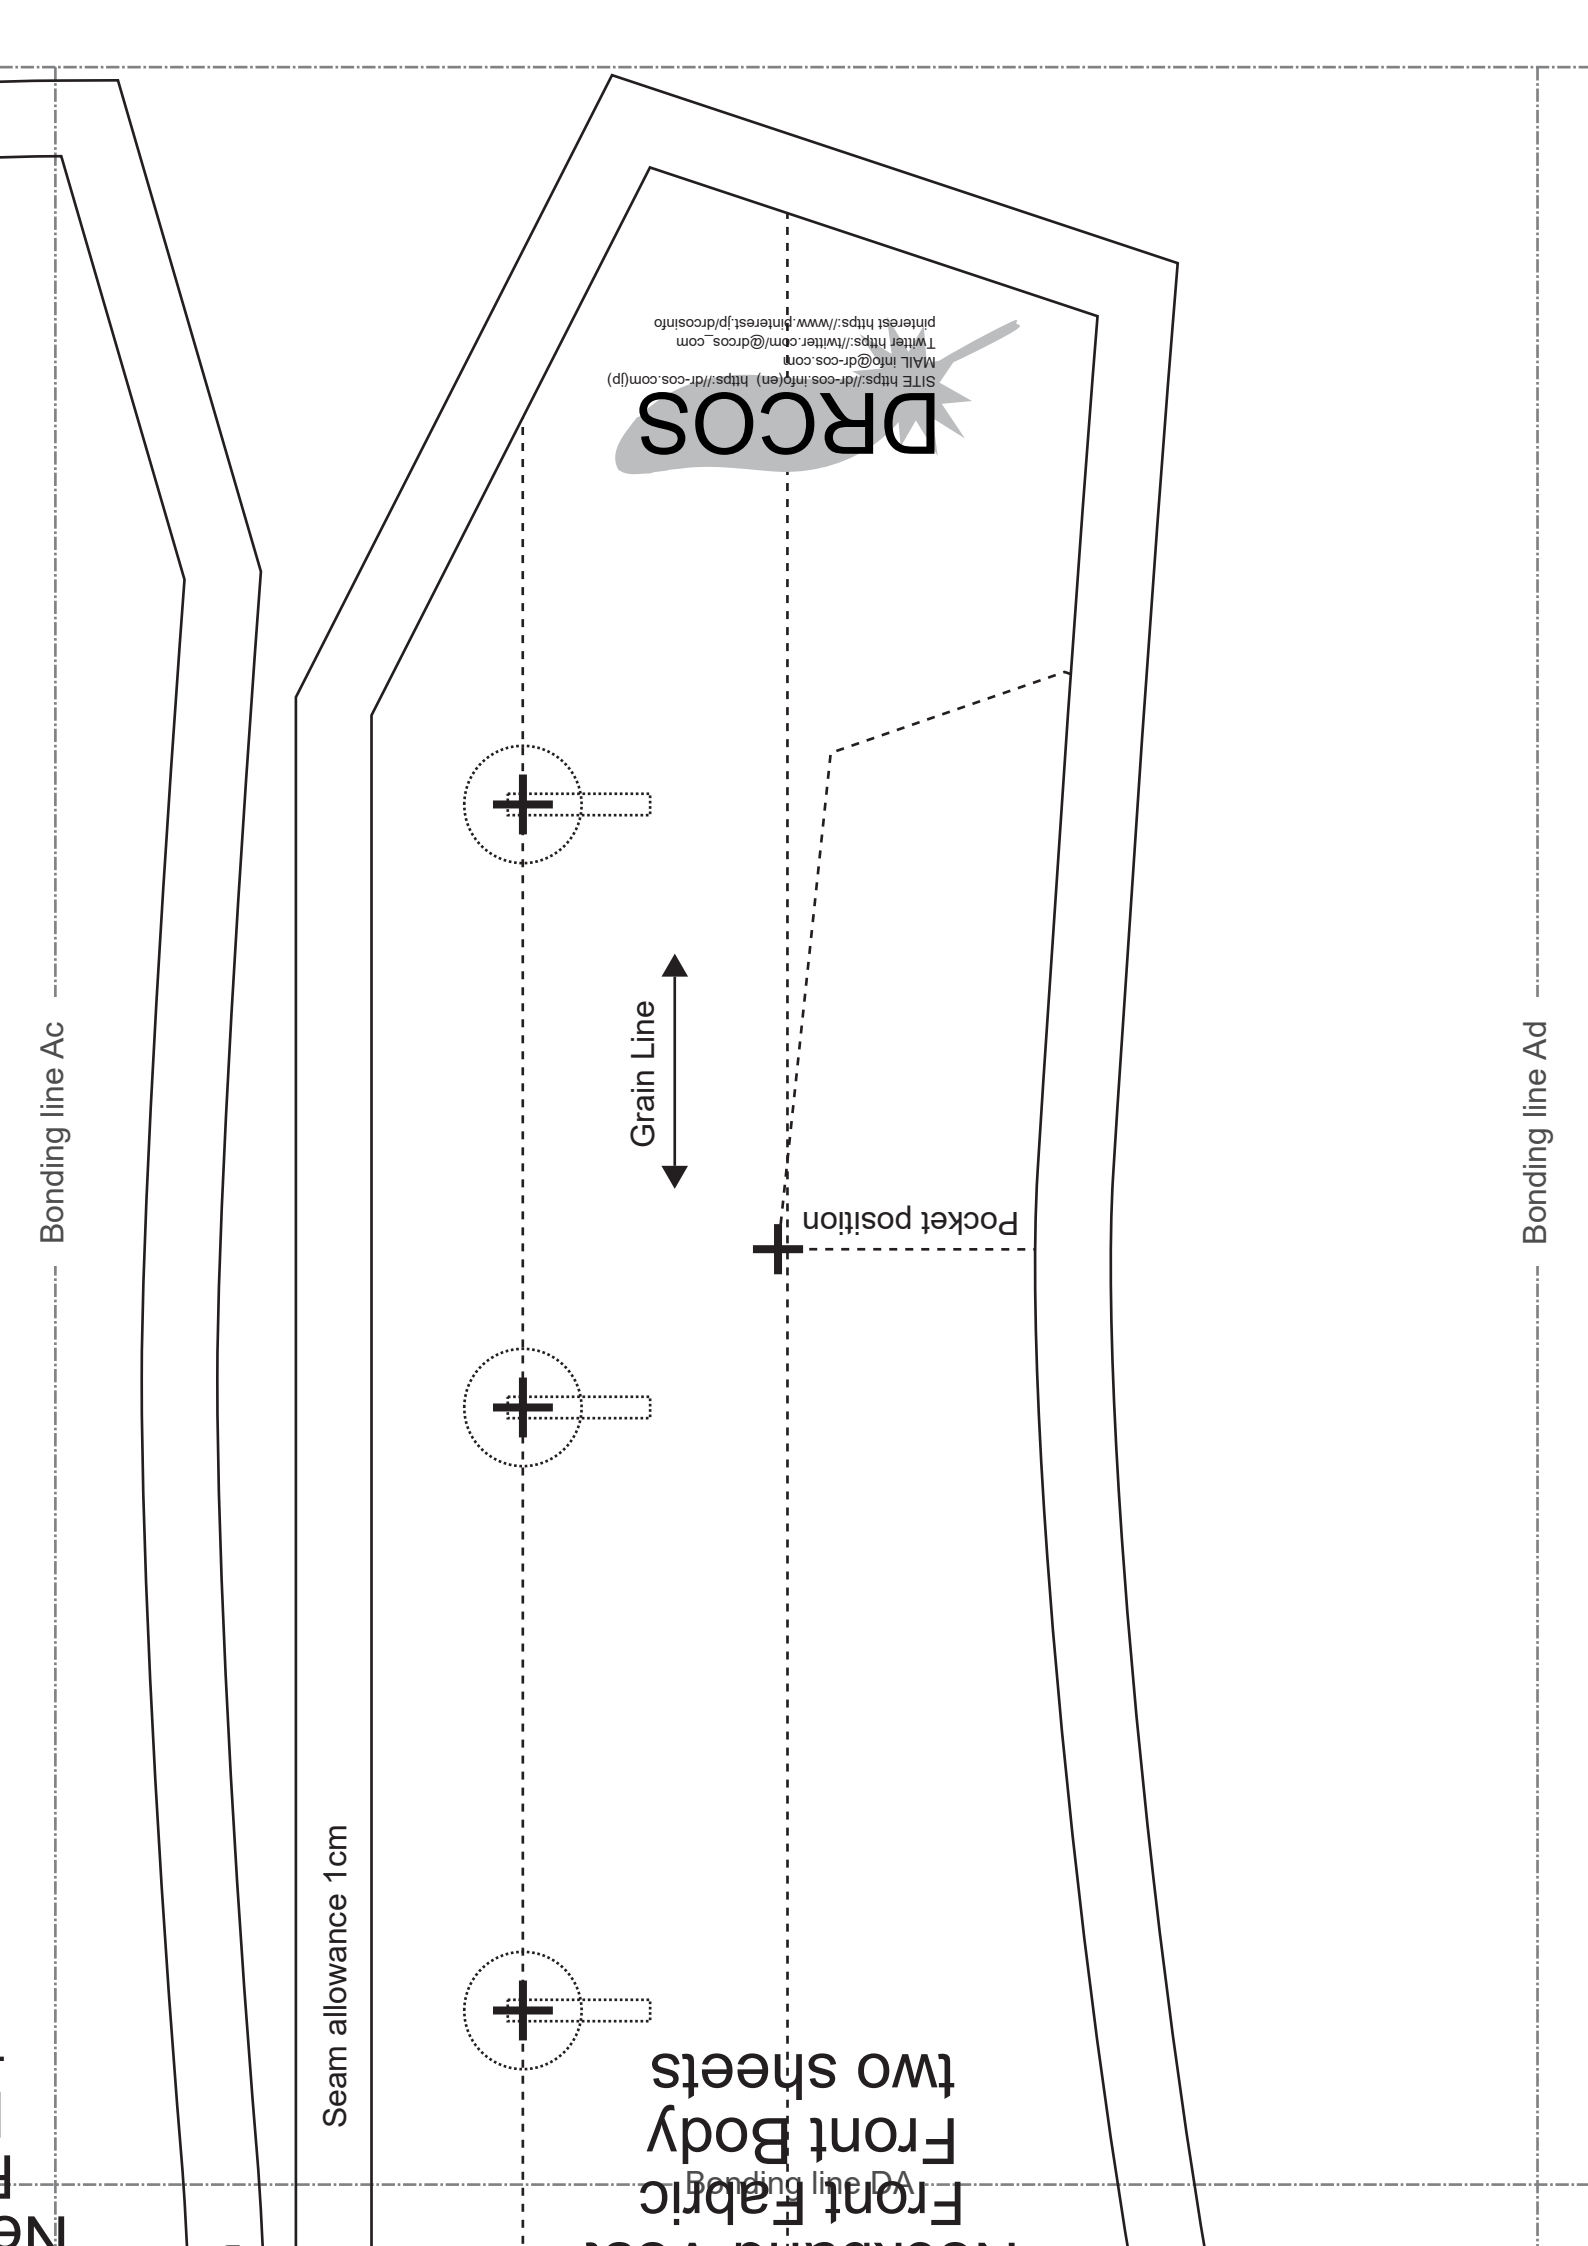 pinterest https://www.pinterest.jp/drcosinfo
Twitter https://twitter.com/@drcos_com
MAIL info@dr-cos.com
SITE https://dr-cos.info(en) https://dr-cos.com(jp)
DRCOS
Grain Line
Bonding line Ac
Bonding line Ad
Pocket position
Seam allowance 1cm
two sheets
Front Body
Bonding line DA
Front Fabric
Ne